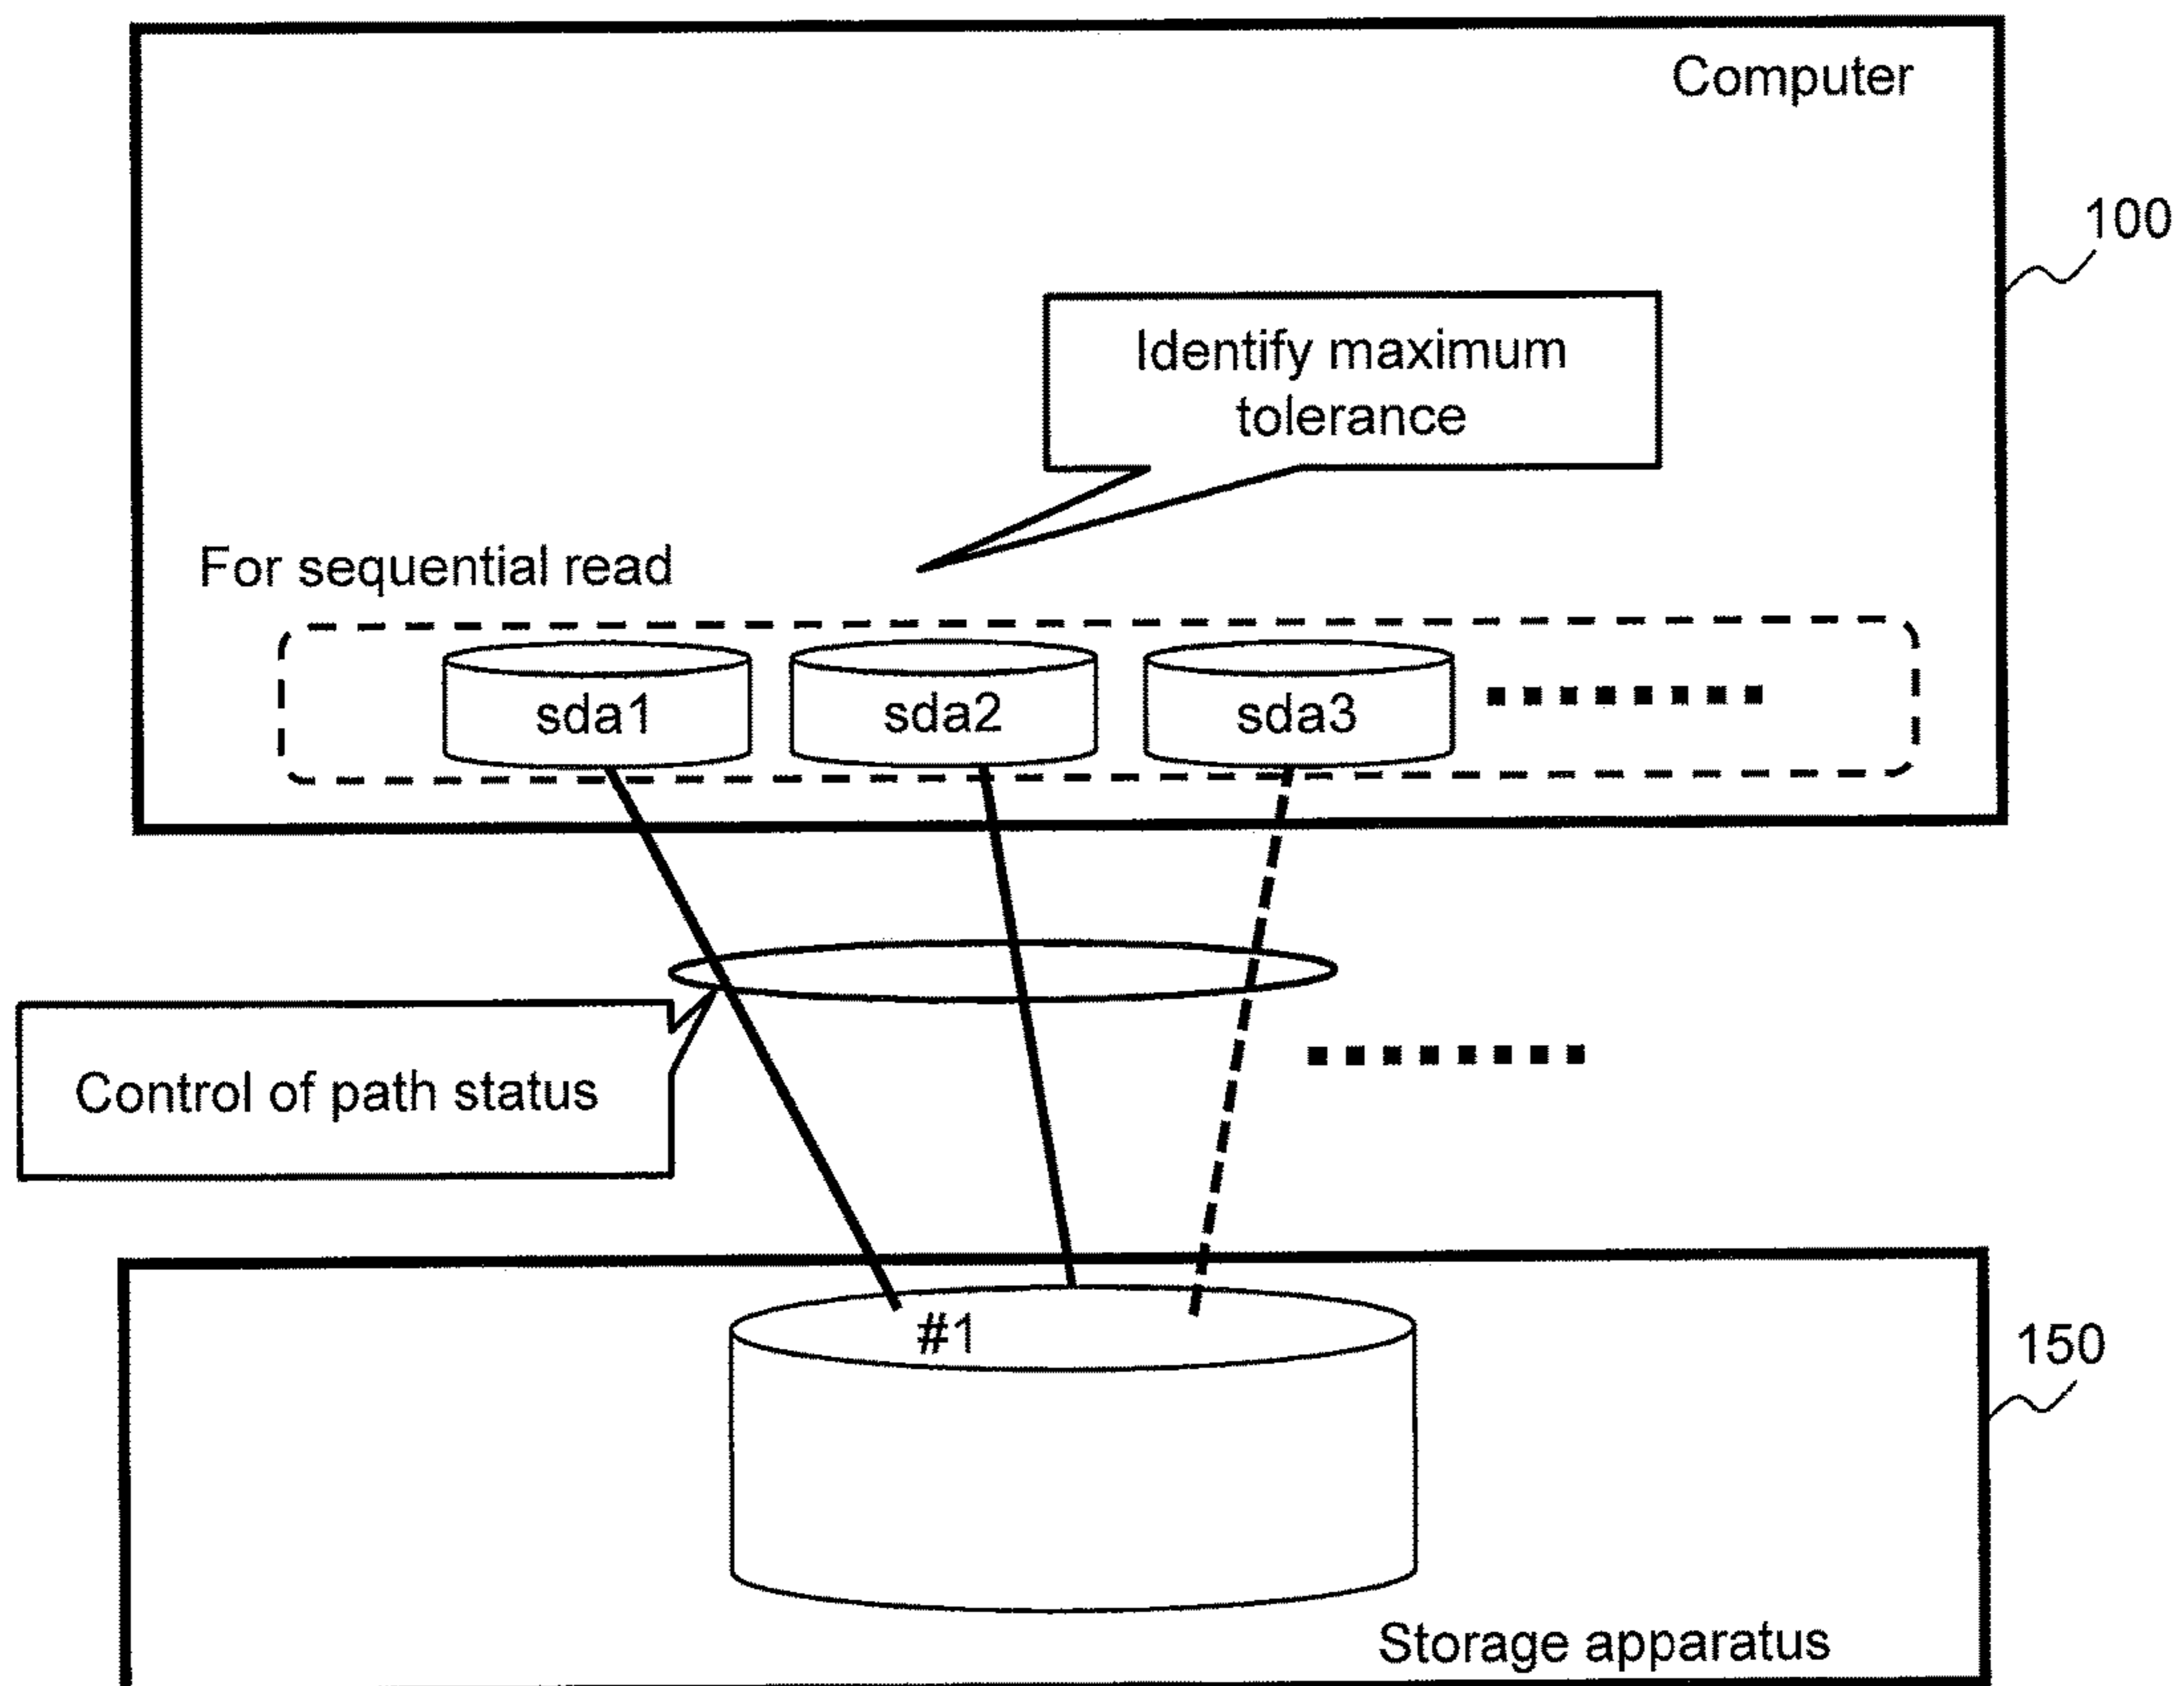 Computer
100
Identify maximum
tolerance
For sequential read
sda1
sda2
sda3
Control of path status
#1
150
Storage apparatus